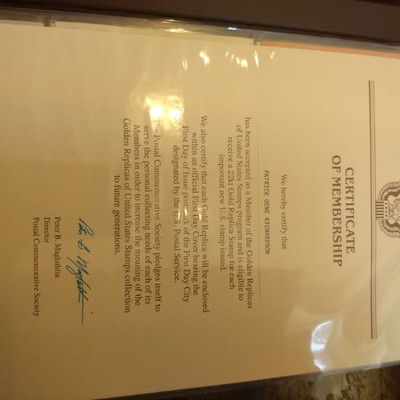 CERTIFICATE
OF MEMBERSHIP
We hereby certify that
PATRICK GENE RICHARDSON
has been accepted as a Member of the Golden Replicas
of United States Stamps Program and is eligible to
receive a 22kt Gold Replica Stamp for each
important new U.S. stamp issued.
We also certify that each Gold Replica will be enclosed
within an official First Day Cover bearing the
First Day of Issue postmark of the First Day City
designated by the U.S. Postal Service.
The Postal Commemorative Society pledges itself to
serve the personal collecting needs of each of its
Members in order to increase the meaning of the
Golden Replicas of United States Stamps collection
to future generations.
Peter B. Maglathlin
Director
Postal Commemorative Society